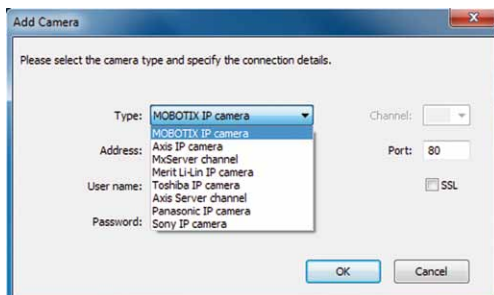 Add Camera
Please select the camera type and specify the connection details.
Type: MOBOTIX IP camera Channel:
MOBOTIX IP camera
Axis IP camera
Address: MxServer channel Port: 80
Merit Li-Lin IP camera
User name: Toshiba IP camera SSL
Axis Server channel
Panasonic IP camera
Password: Sony IP camera
OK Cancel